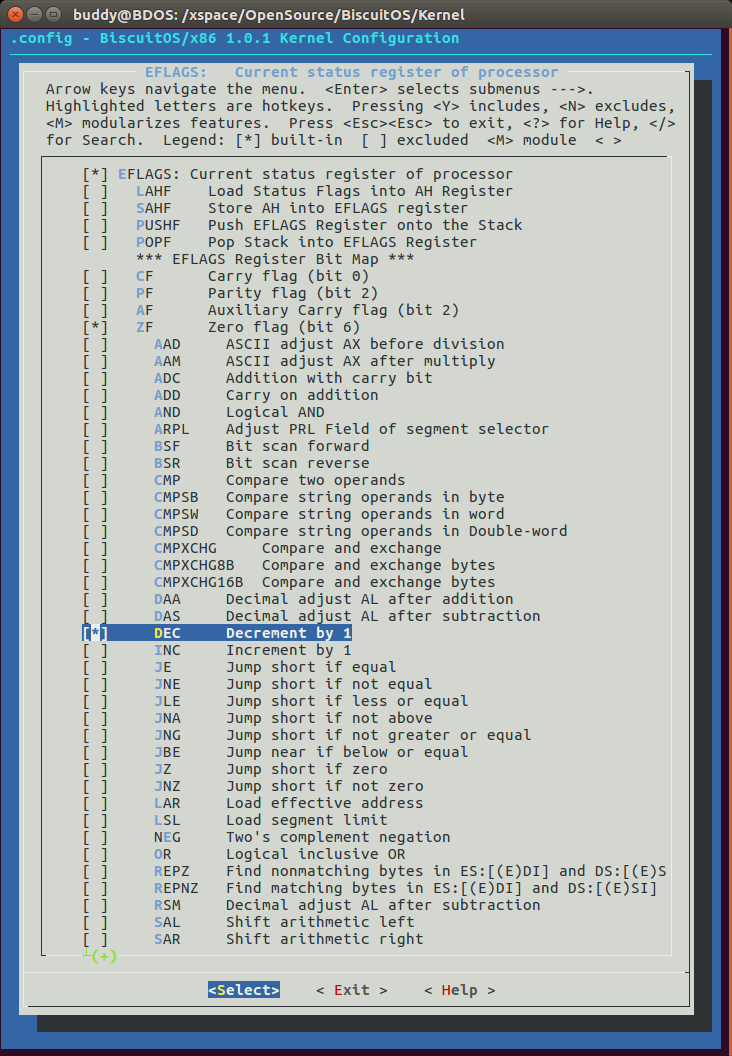 buddy@BDOS: /xspace/OpenSource/BiscuitOS/Kernel
.config - BiscuitOS/x86 1.0.1 Kernel Configuration
EFLAGS:   Current status register of processor
Arrow keys navigate the menu.  <Enter> selects submenus --->.
Highlighted letters are hotkeys.  Pressing <Y> includes, <N> excludes,
<M> modularizes features.  Press <Esc><Esc> to exit, <?> for Help, </>
for Search.  Legend: [*] built-in  [ ] excluded  <M> module  < >
[*] EFLAGS: Current status register of processor
[ ]   LAHF    Load Status Flags into AH Register
[ ]   SAHF    Store AH into EFLAGS register
[ ]   PUSHF   Push EFLAGS Register onto the Stack
[ ]   POPF    Pop Stack into EFLAGS Register
*** EFLAGS Register Bit Map ***
[ ]   CF      Carry flag (bit 0)
[ ]   PF      Parity flag (bit 2)
[ ]   AF      Auxiliary Carry flag (bit 2)
[*]   ZF      Zero flag (bit 6)
[ ]     AAD     ASCII adjust AX before division
[ ]     AAM     ASCII adjust AX after multiply
[ ]     ADC     Addition with carry bit
[ ]     ADD     Carry on addition
[ ]     AND     Logical AND
[ ]     ARPL    Adjust PRL Field of segment selector
[ ]     BSF     Bit scan forward
[ ]     BSR     Bit scan reverse
[ ]     CMP     Compare two operands
[ ]     CMPSB   Compare string operands in byte
[ ]     CMPSW   Compare string operands in word
[ ]     CMPSD   Compare string operands in Double-word
[ ]     CMPXCHG     Compare and exchange
[ ]     CMPXCHG8B   Compare and exchange bytes
[ ]     CMPXCHG16B  Compare and exchange bytes
[ ]     DAA     Decimal adjust AL after addition
[ ]     DAS     Decimal adjust AL after subtraction
[*]     DEC     Decrement by 1
[ ]     INC     Increment by 1
[ ]     JE      Jump short if equal
[ ]     JNE     Jump short if not equal
[ ]     JLE     Jump short if less or equal
[ ]     JNA     Jump short if not above
[ ]     JNG     Jump short if not greater or equal
[ ]     JBE     Jump near if below or equal
[ ]     JZ      Jump short if zero
[ ]     JNZ     Jump short if not zero
[ ]     LAR     Load effective address
[ ]     LSL     Load segment limit
[ ]     NEG     Two's complement negation
[ ]     OR      Logical inclusive OR
[ ]     REPZ    Find nonmatching bytes in ES:[(E)DI] and DS:[(E)S
[ ]     REPNZ   Find matching bytes in ES:[(E)DI] and DS:[(E)SI]
[ ]     RSM     Decimal adjust AL after subtraction
[ ]     SAL     Shift arithmetic left
[ ]     SAR     Shift arithmetic right
(+)
<Select>    < Exit >    < Help >